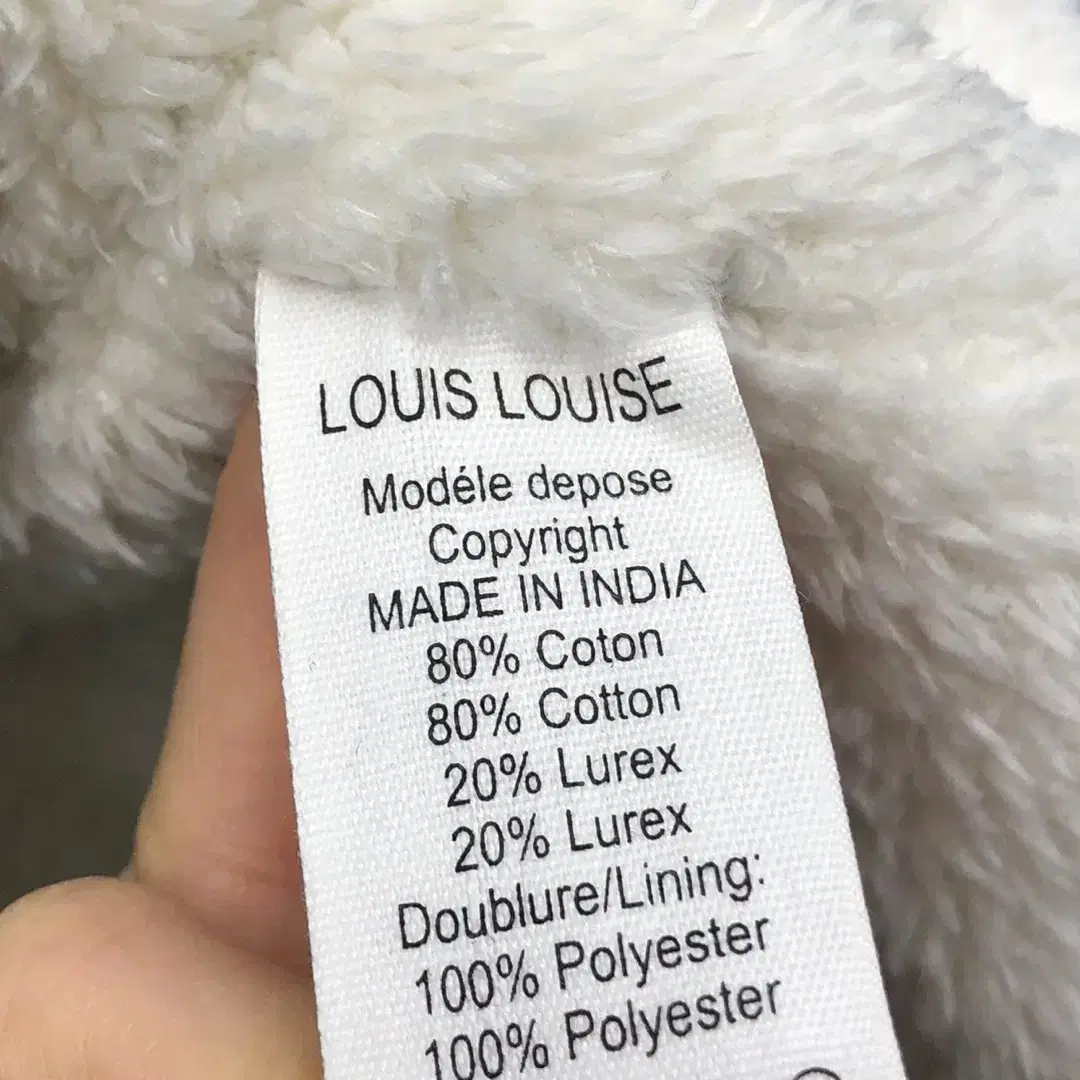 LOUIS LOUISE
Modéle depose
Copyright
MADE IN INDIA
80% Coton
80% Cotton
20% Lurex
20% Lurex
Doublure/Lining:
100% Polyester
100% Polyester